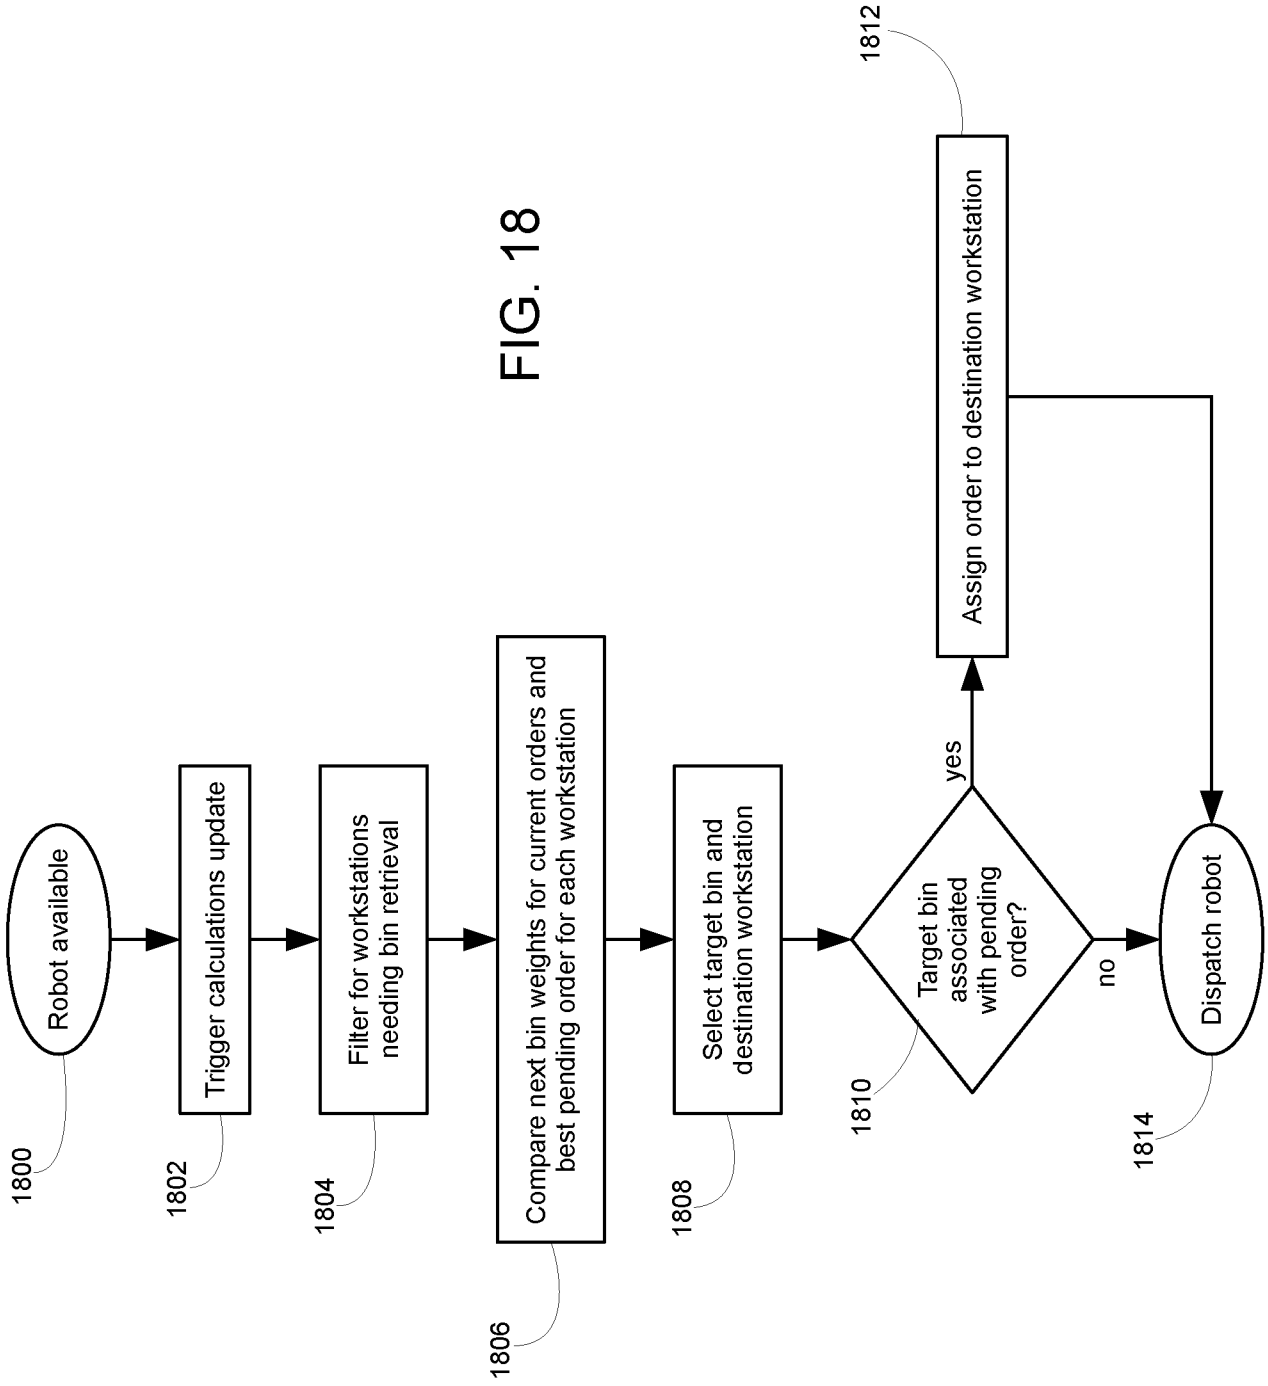 FIG. 18
1800
Robot available
1802
Trigger calculations update
1804
Filter for workstations
needing bin retrieval
1806
Compare next bin weights for current orders and
best pending order for each workstation
1808
Select target bin and
destination workstation
1810
Target bin
associated
with pending
order?
yes
no
1812
Assign order to destination workstation
1814
Dispatch robot